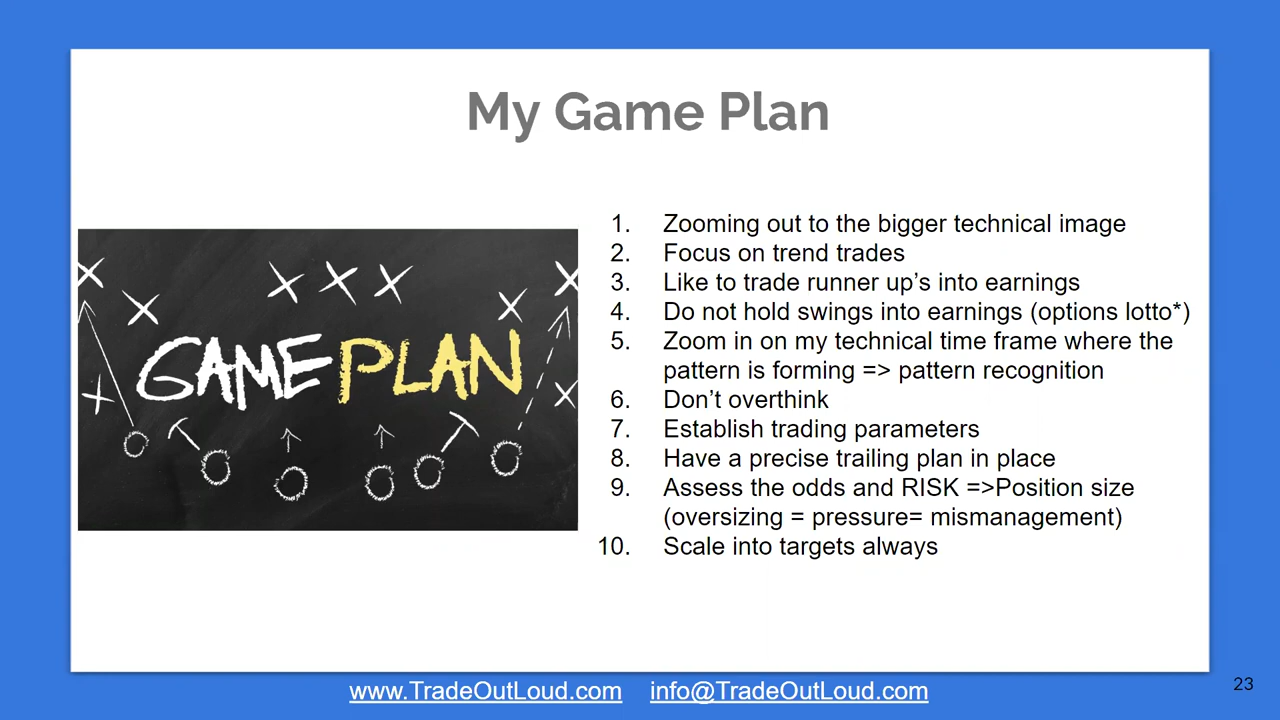 My Game Plan
GAME PLAN
1. Zooming out to the bigger technical image
2. Focus on trend trades
3. Like to trade runner up’s into earnings
4. Do not hold swings into earnings (options lotto*)
5. Zoom in on my technical time frame where the
pattern is forming => pattern recognition
6. Don’t overthink
7. Establish trading parameters
8. Have a precise trailing plan in place
9. Assess the odds and RISK =>Position size
(oversizing = pressure= mismanagement)
10. Scale into targets always
www.TradeOutLoud.com info@TradeOutLoud.com
23